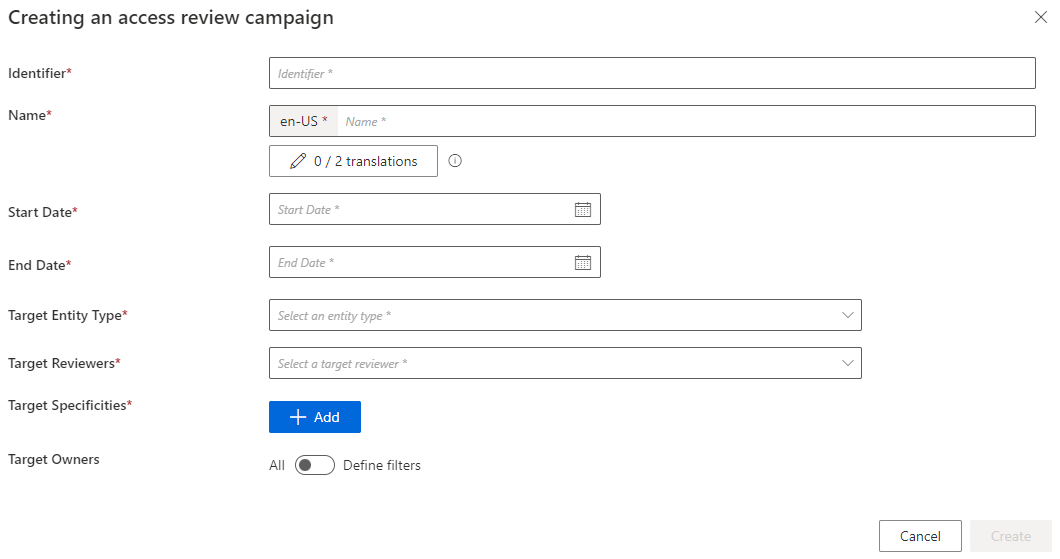 Creating an access review campaign
Identifier*
Identifier *
Name*
en-US *
Name *
0 / 2 translations
Start Date*
Start Date *
End Date*
End Date *
Target Entity Type*
Select an entity type *
Target Reviewers*
Select a target reviewer *
Target Specificities*
Add
Target Owners
All
Define filters
Cancel
Create